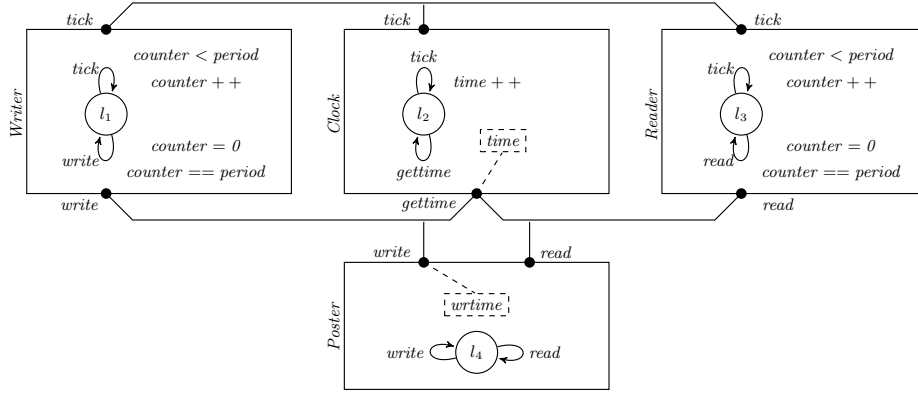 tick
tick
tick
Writer
counter < period
tick
counter + +
l1
counter = 0
write
counter == period
write
Clock
tick
time + +
l2
time
gettime
gettime
Reader
counter < period
tick
counter + +
l3
counter = 0
read
counter == period
read
write
read
Poster
wrtime
write
l4
read